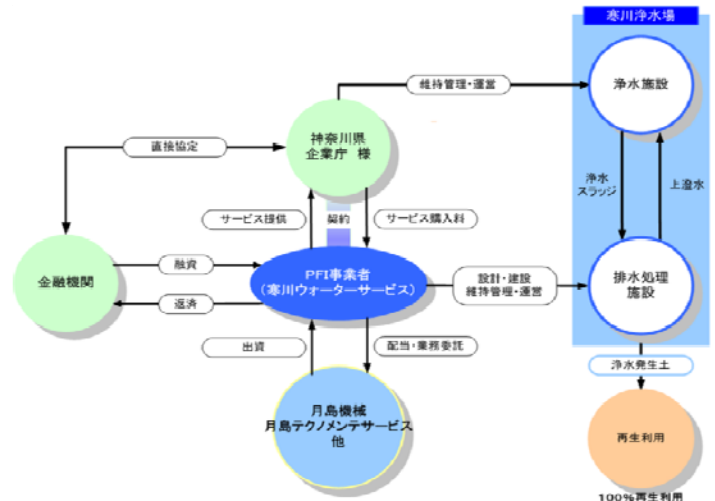 寒川浄水場
維持管理・運営
浄水施設
神奈川県
企業庁 様
直接協定
浄水
スラッジ
上澄水
サービス提供
契約
サービス購入料
金融機関
融資
返済
PFI事業者
(寒川ウォーターサービス)
設計・建設
維持管理・運営
排水処理
施設
出資
配当・業務委託
浄水発生土
月島機械
月島テクノメンテサービス
他
再生利用
100%再生利用